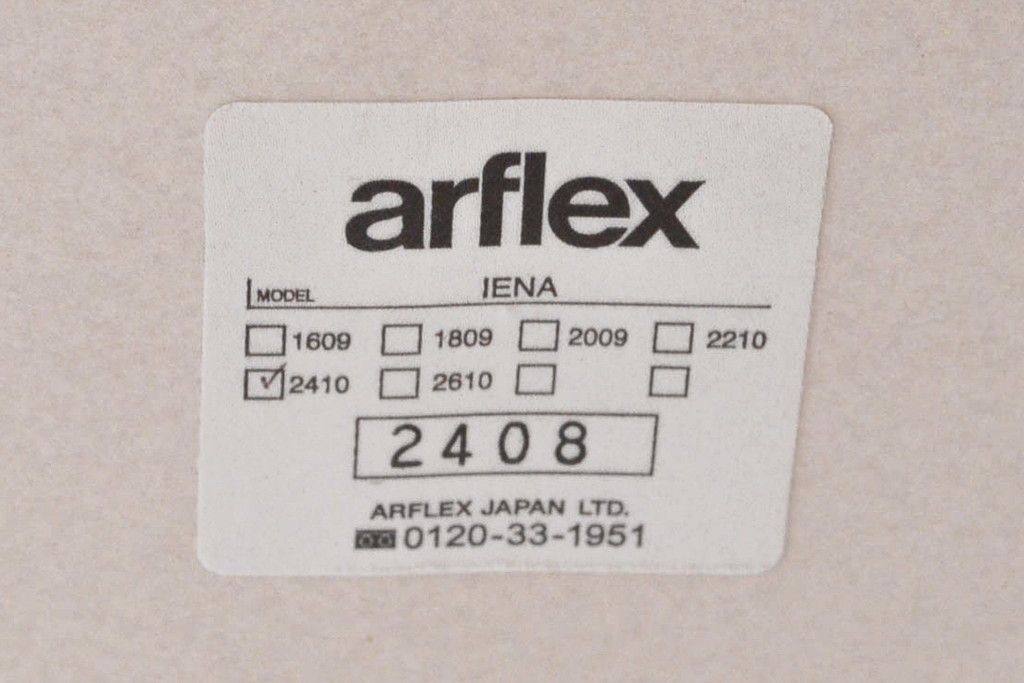 arflex
MODEL IENA
☐ 1609 ☐ 1809 ☐ 2009 ☐ 2210
☑ 2410 ☐ 2610 ☐ ☐
2408
ARFLEX JAPAN LTD.
0120-33-1951